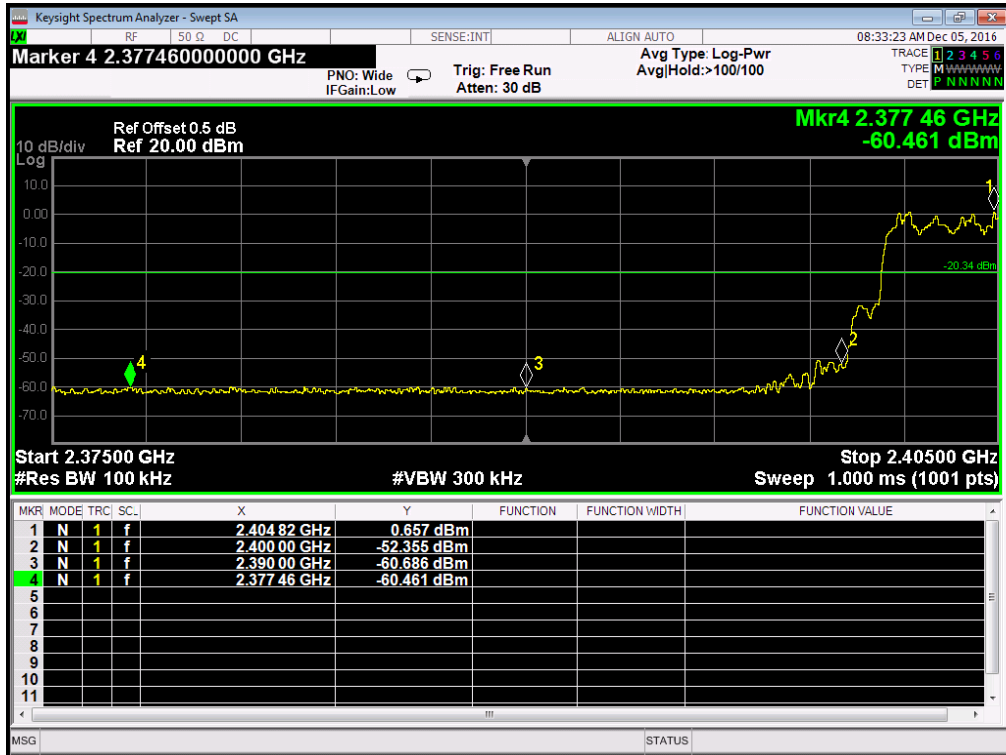 Keysight Spectrum Analyzer - Swept SA
LXI RF 50 Ω DC SENSE:INT ALIGN AUTO 08:33:23 AM Dec 05, 2016
Marker 4 2.377460000000 GHz
PNO: Wide
IFGain:Low
Trig: Free Run
Atten: 30 dB
Avg Type: Log-Pwr
Avg|Hold:>100/100
TRACE 1 2 3 4 5 6
TYPE M W W W W W
DET P N N N N N
Mkr4 2.377 46 GHz
-60.461 dBm
Ref Offset 0.5 dB
10 dB/div Ref 20.00 dBm
Log
10.0
0.00
-10.0
-20.0
-30.0
-40.0
-50.0
-60.0
-70.0
1
-20.34 dBm
2
3
4
Start 2.37500 GHz Stop 2.40500 GHz
#Res BW 100 kHz #VBW 300 kHz Sweep 1.000 ms (1001 pts)
MKR MODE TRC SCL X Y FUNCTION FUNCTION WIDTH FUNCTION VALUE
1 N 1 f 2.404 82 GHz 0.657 dBm
2 N 1 f 2.400 00 GHz -52.355 dBm
3 N 1 f 2.390 00 GHz -60.686 dBm
4 N 1 f 2.377 46 GHz -60.461 dBm
5
6
7
8
9
10
11
MSG STATUS